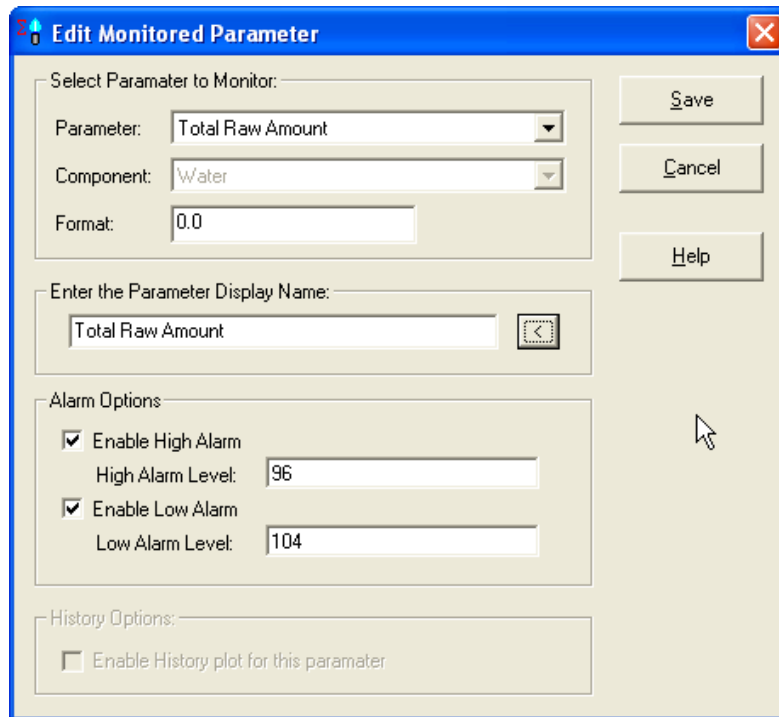 Edit Monitored Parameter
Select Paramater to Monitor:
Parameter: Total Raw Amount
Component: Water
Format: 0.0
Save
Cancel
Help
Enter the Parameter Display Name:
Total Raw Amount <
Alarm Options
Enable High Alarm
High Alarm Level: 96
Enable Low Alarm
Low Alarm Level: 104
History Options:
Enable History plot for this paramater